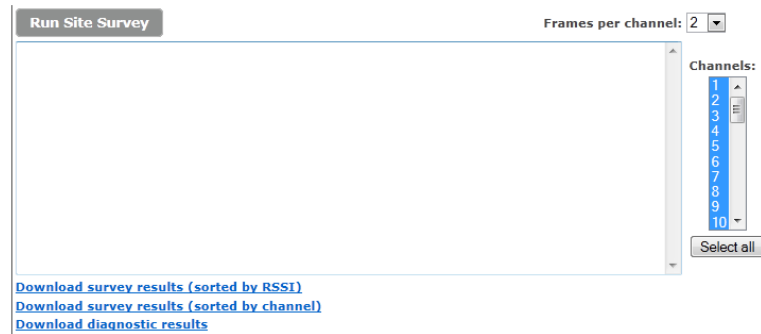 Run Site Survey
Frames per channel: 2
Channels:
1
2
3
4
5
6
7
8
9
10
Select all
Download survey results (sorted by RSSI)
Download survey results (sorted by channel)
Download diagnostic results